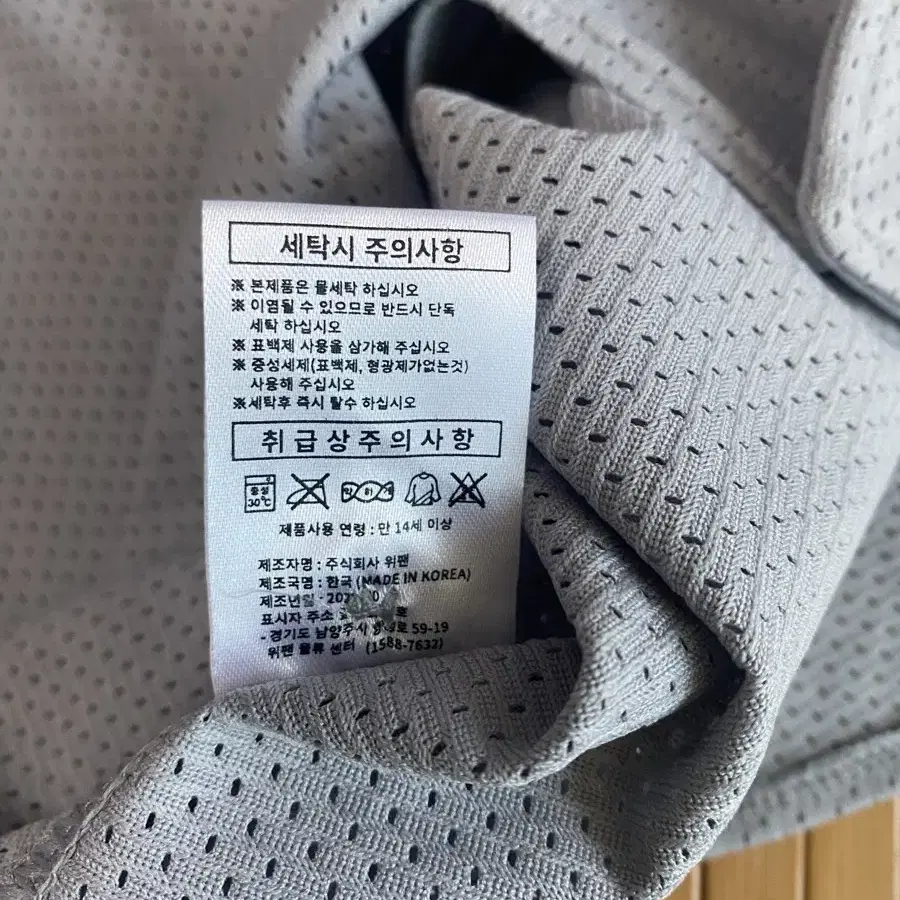 세탁시 주의사항
※ 본제품은 물세탁 하십시오
※ 이염될 수 있으므로 반드시 단독
세탁 하십시오
※ 표백제 사용을 삼가해 주십시오
※ 중성세제(표백제, 형광제가없는것)
사용해 주십시오
※세탁후 즉시 탈수 하십시오
취급상주의사항
중성
30℃
약하게
제품사용 연령 : 만 14세 이상
제조자명 : 주식회사 위팬
제조국명 : 한국 (MADE IN KOREA)
제조년월 :
표시자 주소
- 경기도 남양주시 59-19
위팬 물류 센터 (1588-7632)